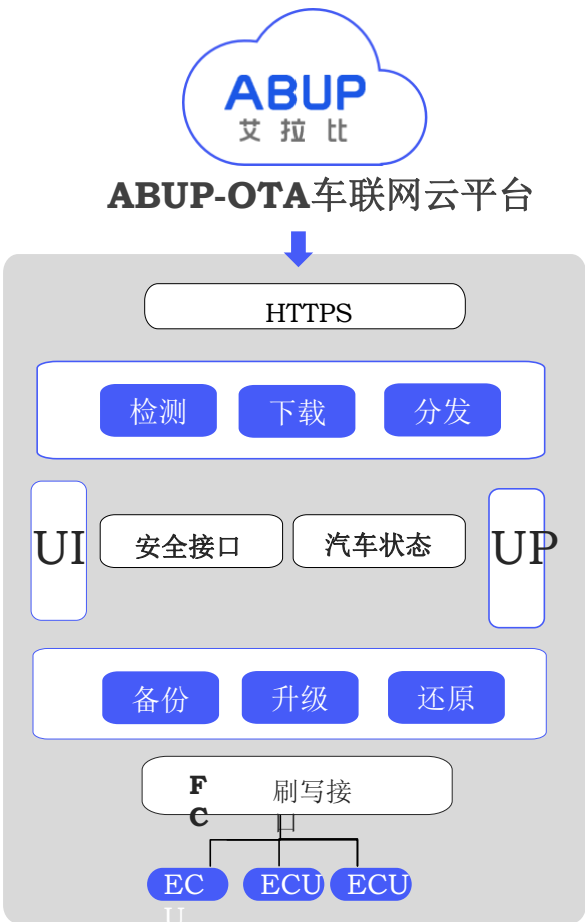 ABUP
艾拉比
ABUP-OTA车联网云平台
HTTPS
检测 下载 分发
UI 安全接口 汽车状态 UP
备份 升级 还原
F 刷写接
C 口
EC ECU ECU
U